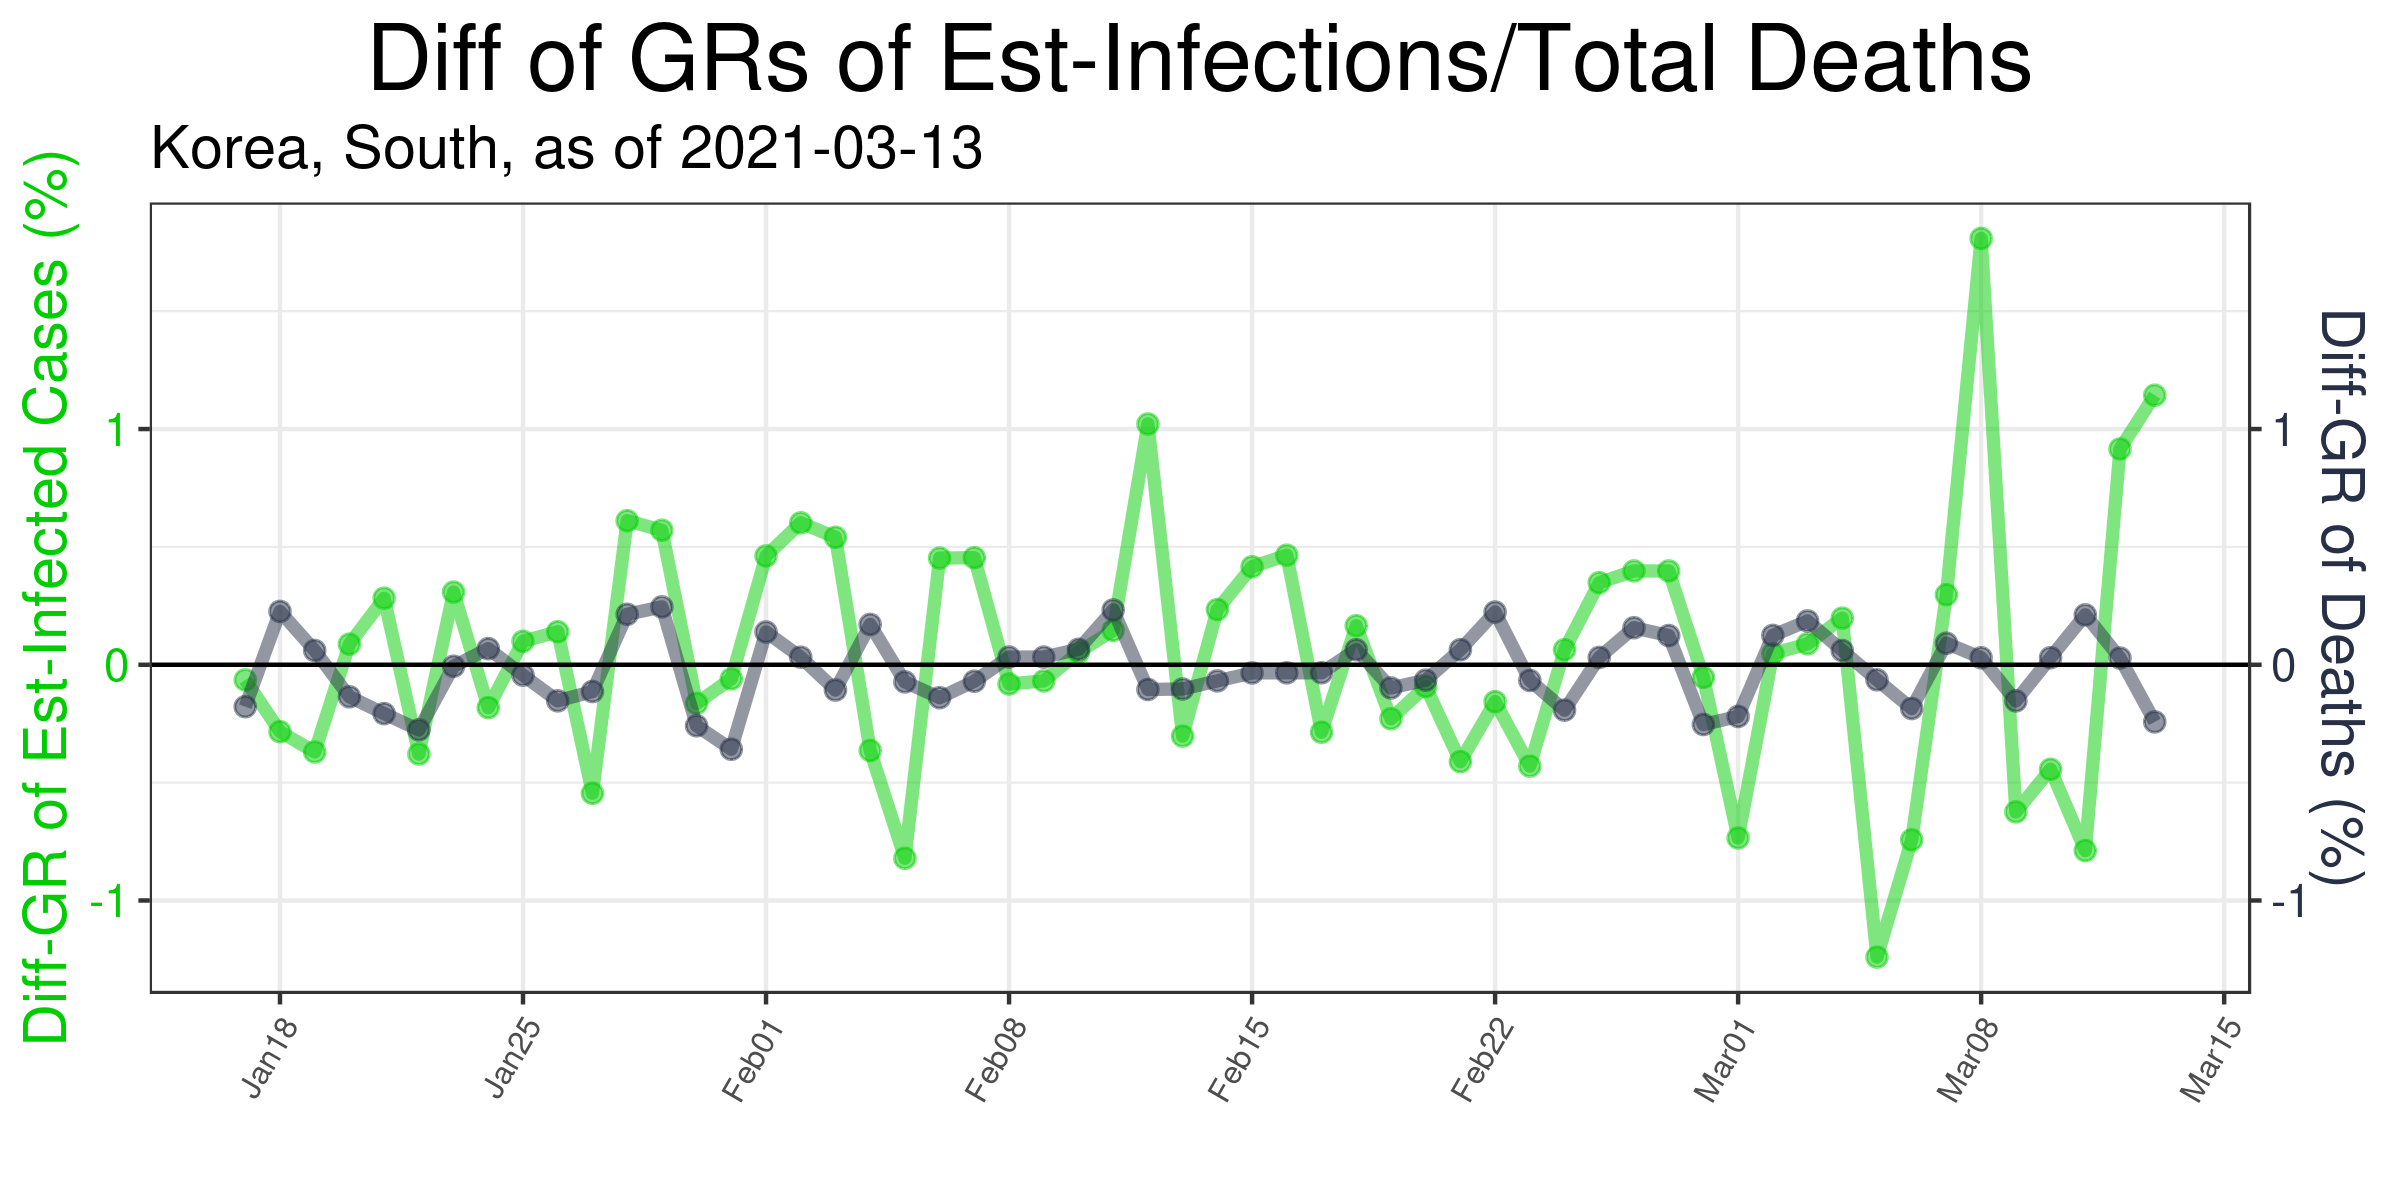 Diff of GRs of Est-Infections/Total Deaths
Korea, South, as of 2021-03-13
Diff-GR of Est-Infected Cases (%)
1
0
-1
1
0
-1
Diff-GR of Deaths (%)
Jan18
Jan25
Feb01
Feb08
Feb15
Feb22
Mar01
Mar08
Mar15